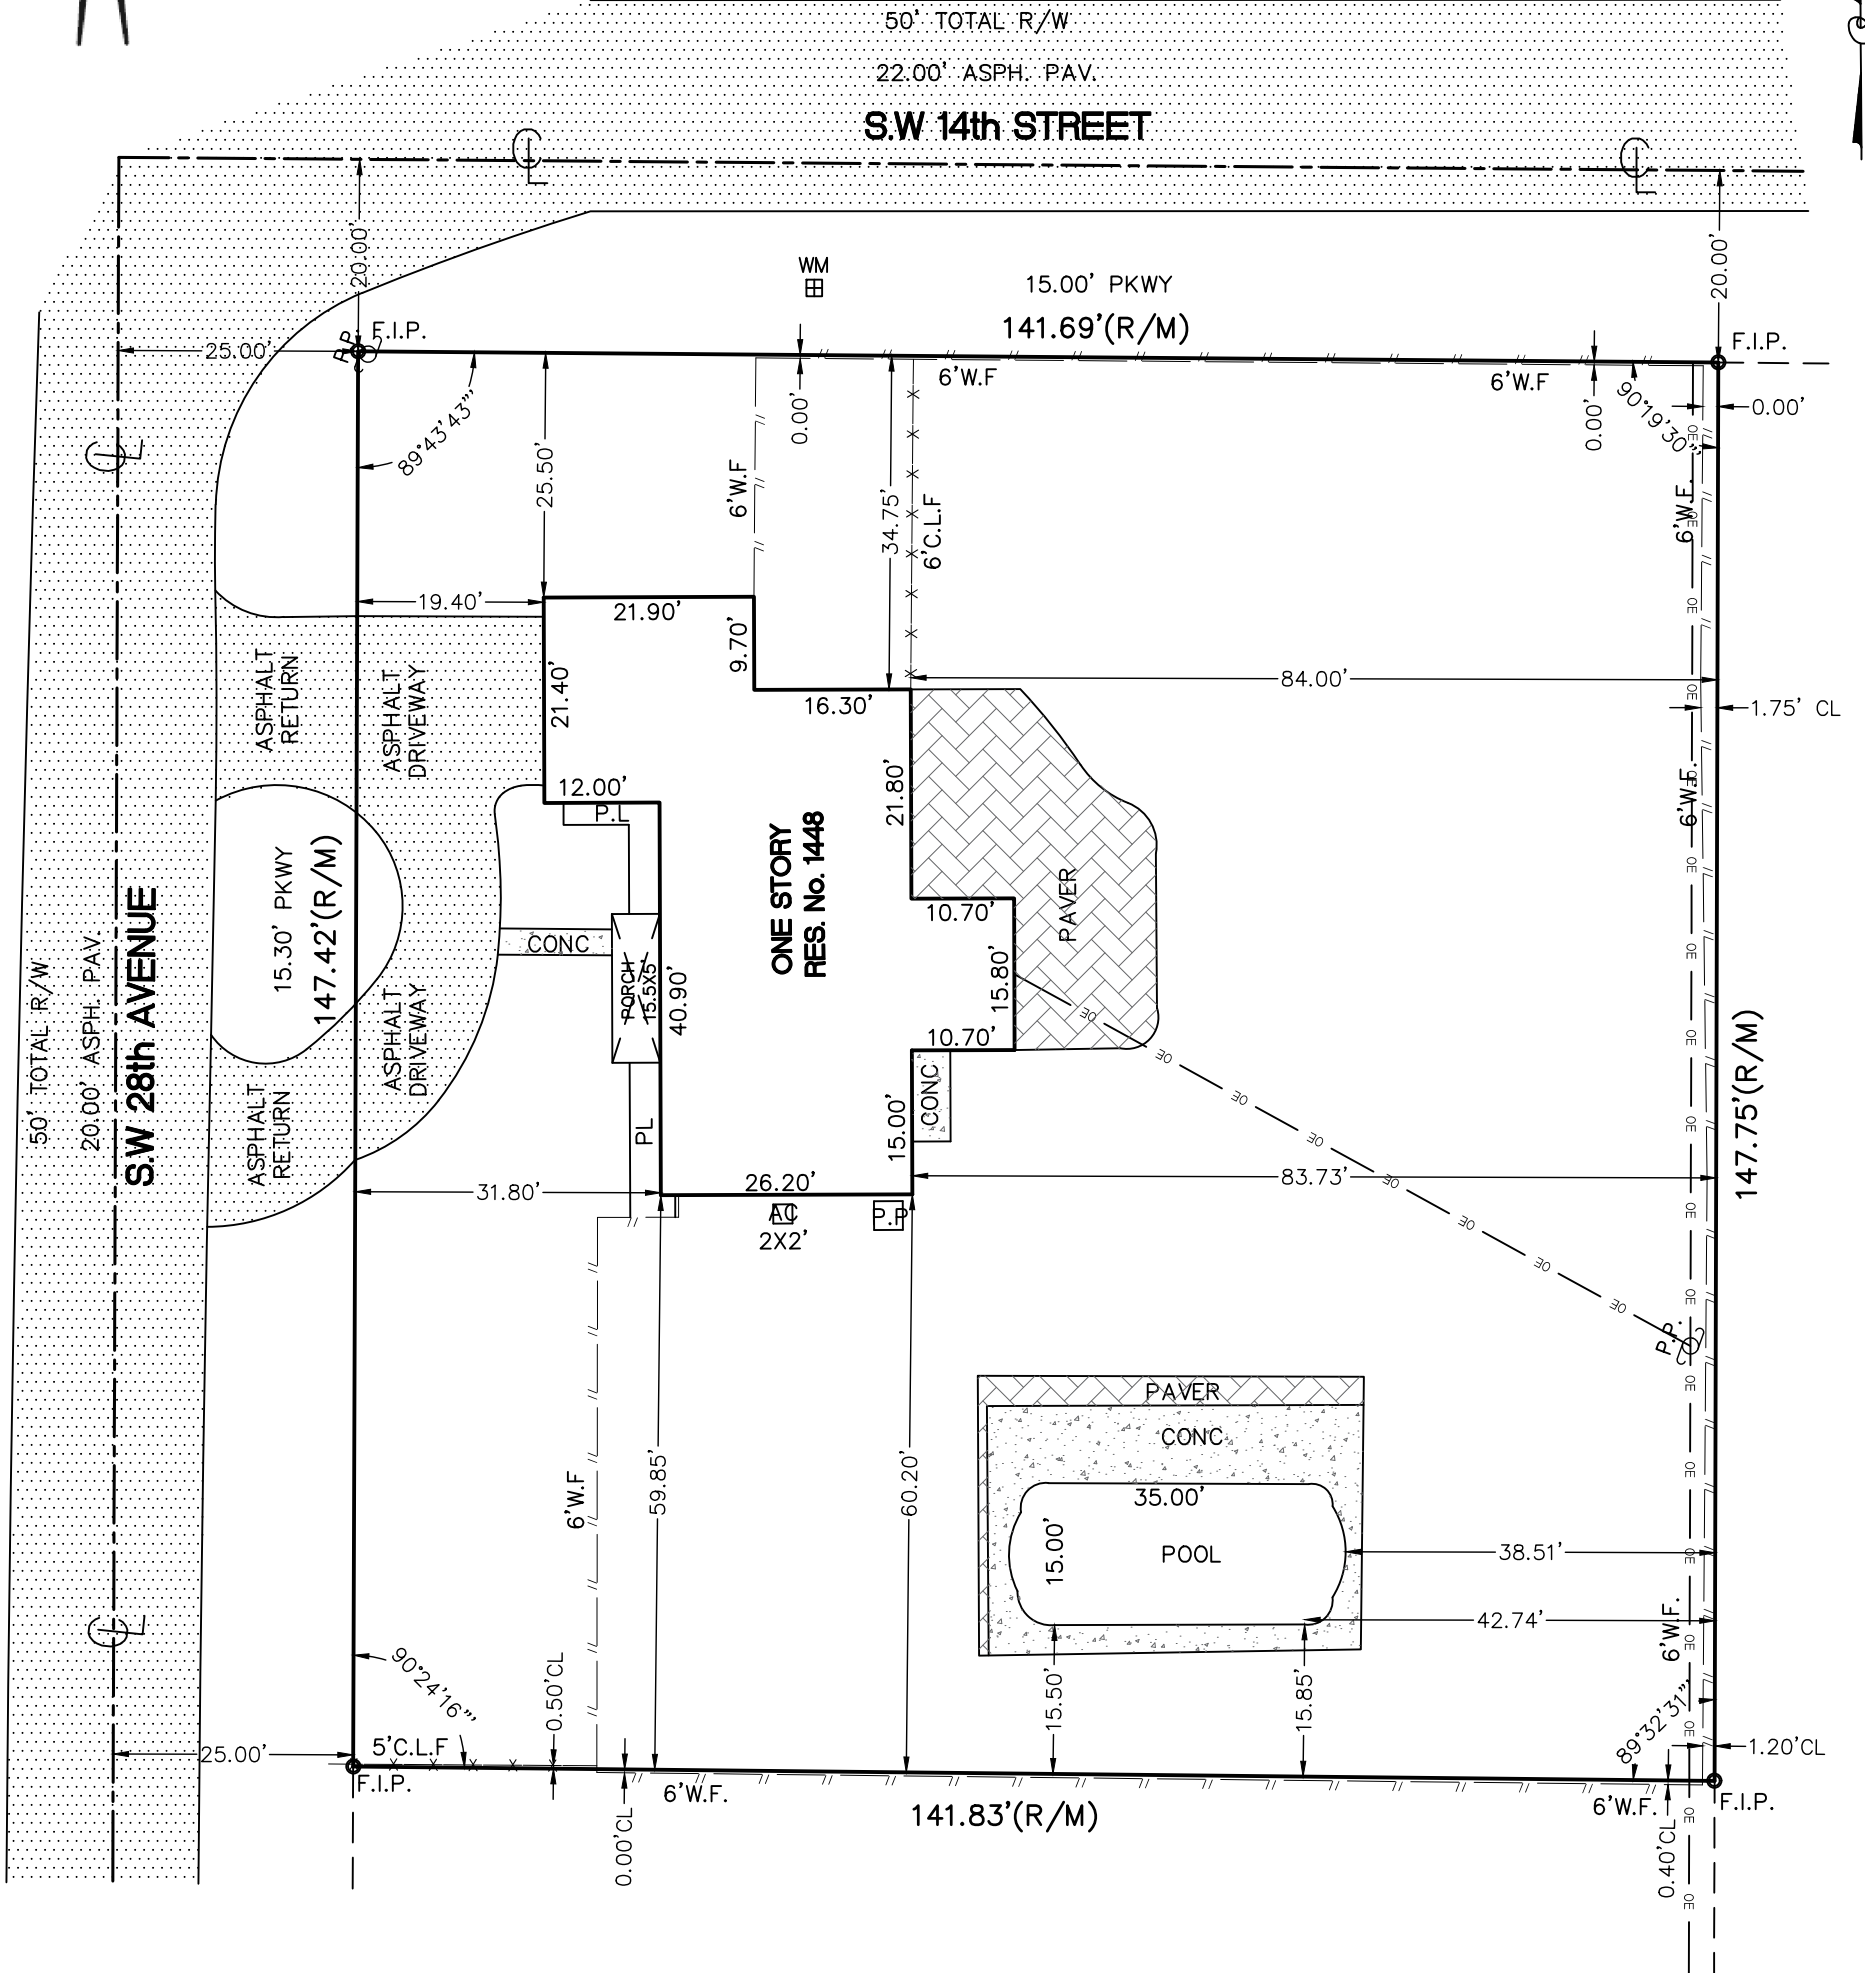 50' TOTAL R/W
22.00' ASPH. PAV.
S.W 14th STREET
CL
CL
20.00'
20.00'
WM
15.00' PKWY
141.69'(R/M)
F.I.P.
F.I.P.
P.P.
25.00'
6'W.F
6'W.F
0.00'
0.00'
0.00'
89°43'43'''
90°19'30'''
25.50'
6'W.F
34.75'
6'C.L.F
6'W.F.
OE
CL
19.40'
21.90'
9.70'
21.40'
16.30'
84.00'
1.75' CL
ASPHALT
RETURN
ASPHALT
DRIVEWAY
12.00'
P.L
21.80'
6'W.F.
ONE STORY
RES. No. 1448
PAVER
10.70'
15.30' PKWY
147.42'(R/M)
S.W 28th AVENUE
20.00' ASPH. PAV.
50' TOTAL R/W
CONC
PORCH
15.5X5'
40.90'
15.80'
10.70'
OE
ASPHALT
DRIVEWAY
ASPHALT
RETURN
CONC
PL
15.00'
147.75'(R/M)
31.80'
26.20'
83.73'
AC
2X2'
P.P
P.P.
PAVER
CONC
35.00'
15.00'
POOL
38.51'
42.74'
6'W.F
59.85'
60.20'
15.50'
15.85'
6'W.F.
CL
90°24'16'''
0.50'CL
89°32'31'''
25.00'
5'C.L.F
1.20'CL
F.I.P.
6'W.F.
6'W.F.
F.I.P.
0.00'CL
141.83'(R/M)
0.40'CL